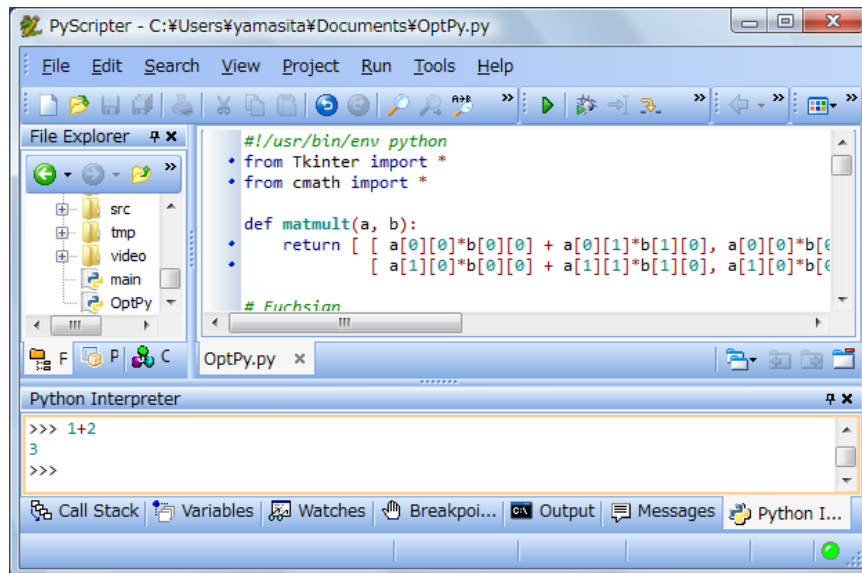 PyScripter - C:¥Users¥yamasita¥Documents¥OptPy.py
File Edit Search View Project Run Tools Help
File Explorer
src
tmp
video
main
OptPy
#!/usr/bin/env python
from Tkinter import *
from cmath import *
def matmult(a, b):
return [ [ a[0][0]*b[0][0] + a[0][1]*b[1][0], a[0][0]*b[
[ a[1][0]*b[0][0] + a[1][1]*b[1][0], a[1][0]*b[
# Fuchsian
F P C
OptPy.py
Python Interpreter
>>> 1+2
3
>>>
Call Stack Variables Watches Breakpoi... Output Messages Python I...